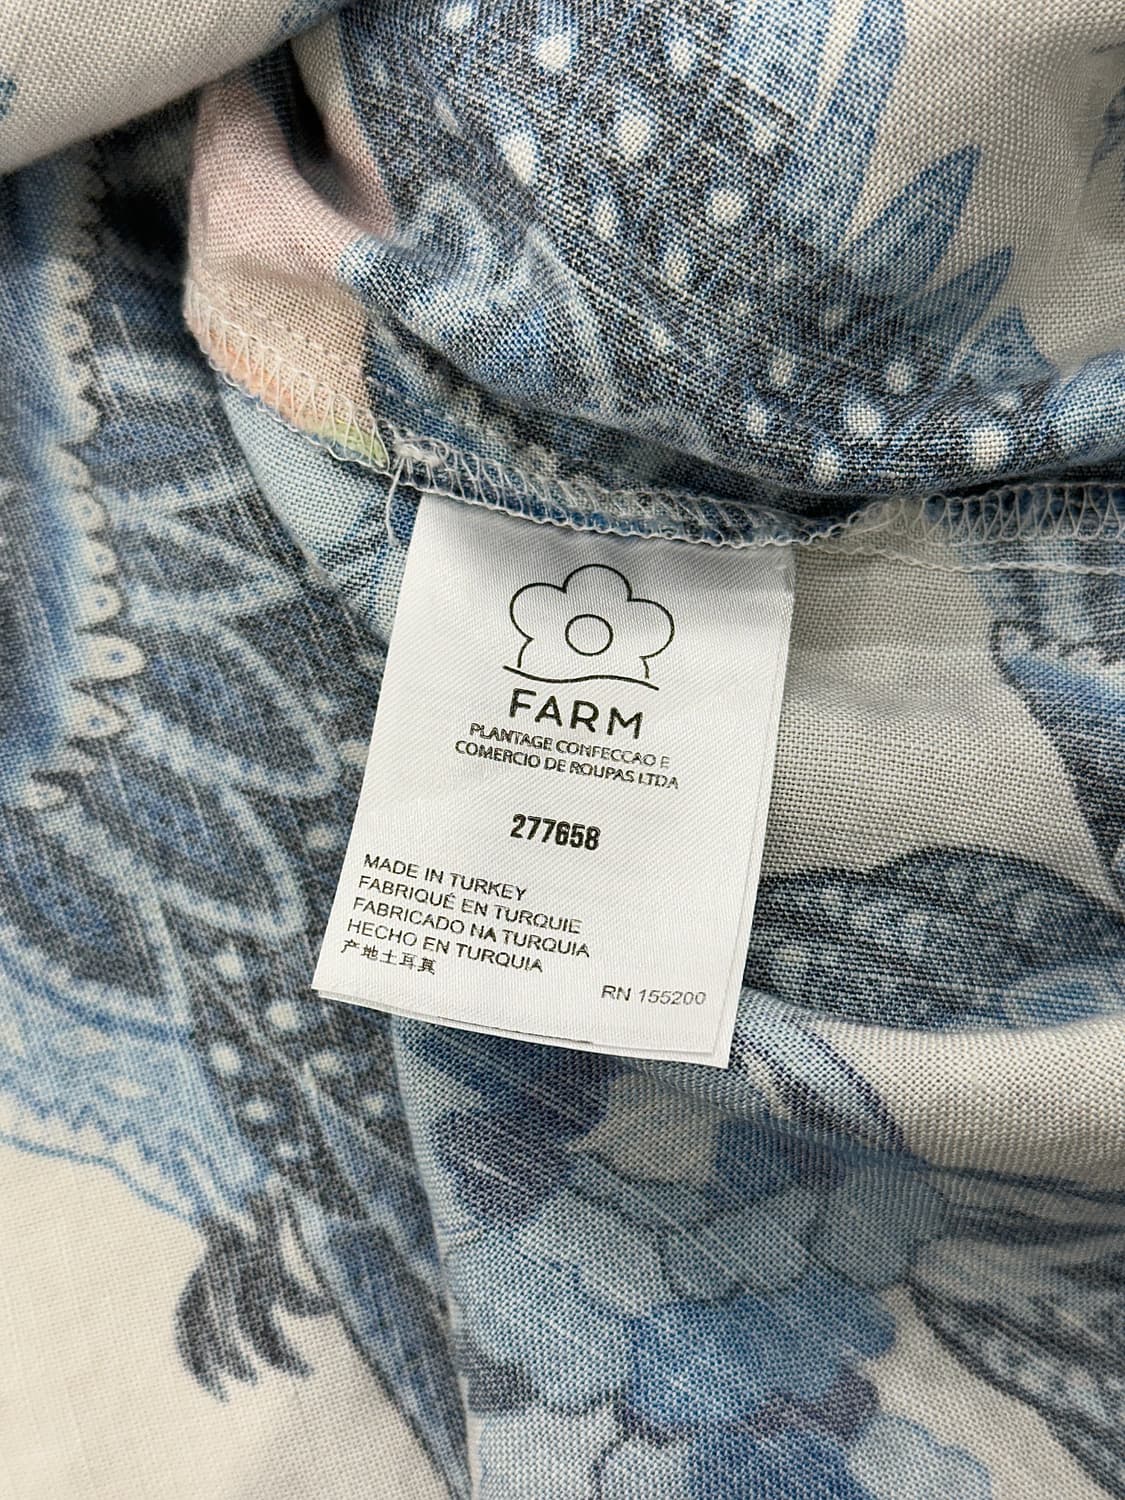 FARM
PLANTAGE CONFECCAO E
COMERCIO DE ROUPAS LTDA
277658
MADE IN TURKEY
FABRIQUÉ EN TURQUIE
FABRICADO NA TURQUIA
HECHO EN TURQUIA
产地土耳其
RN 155200